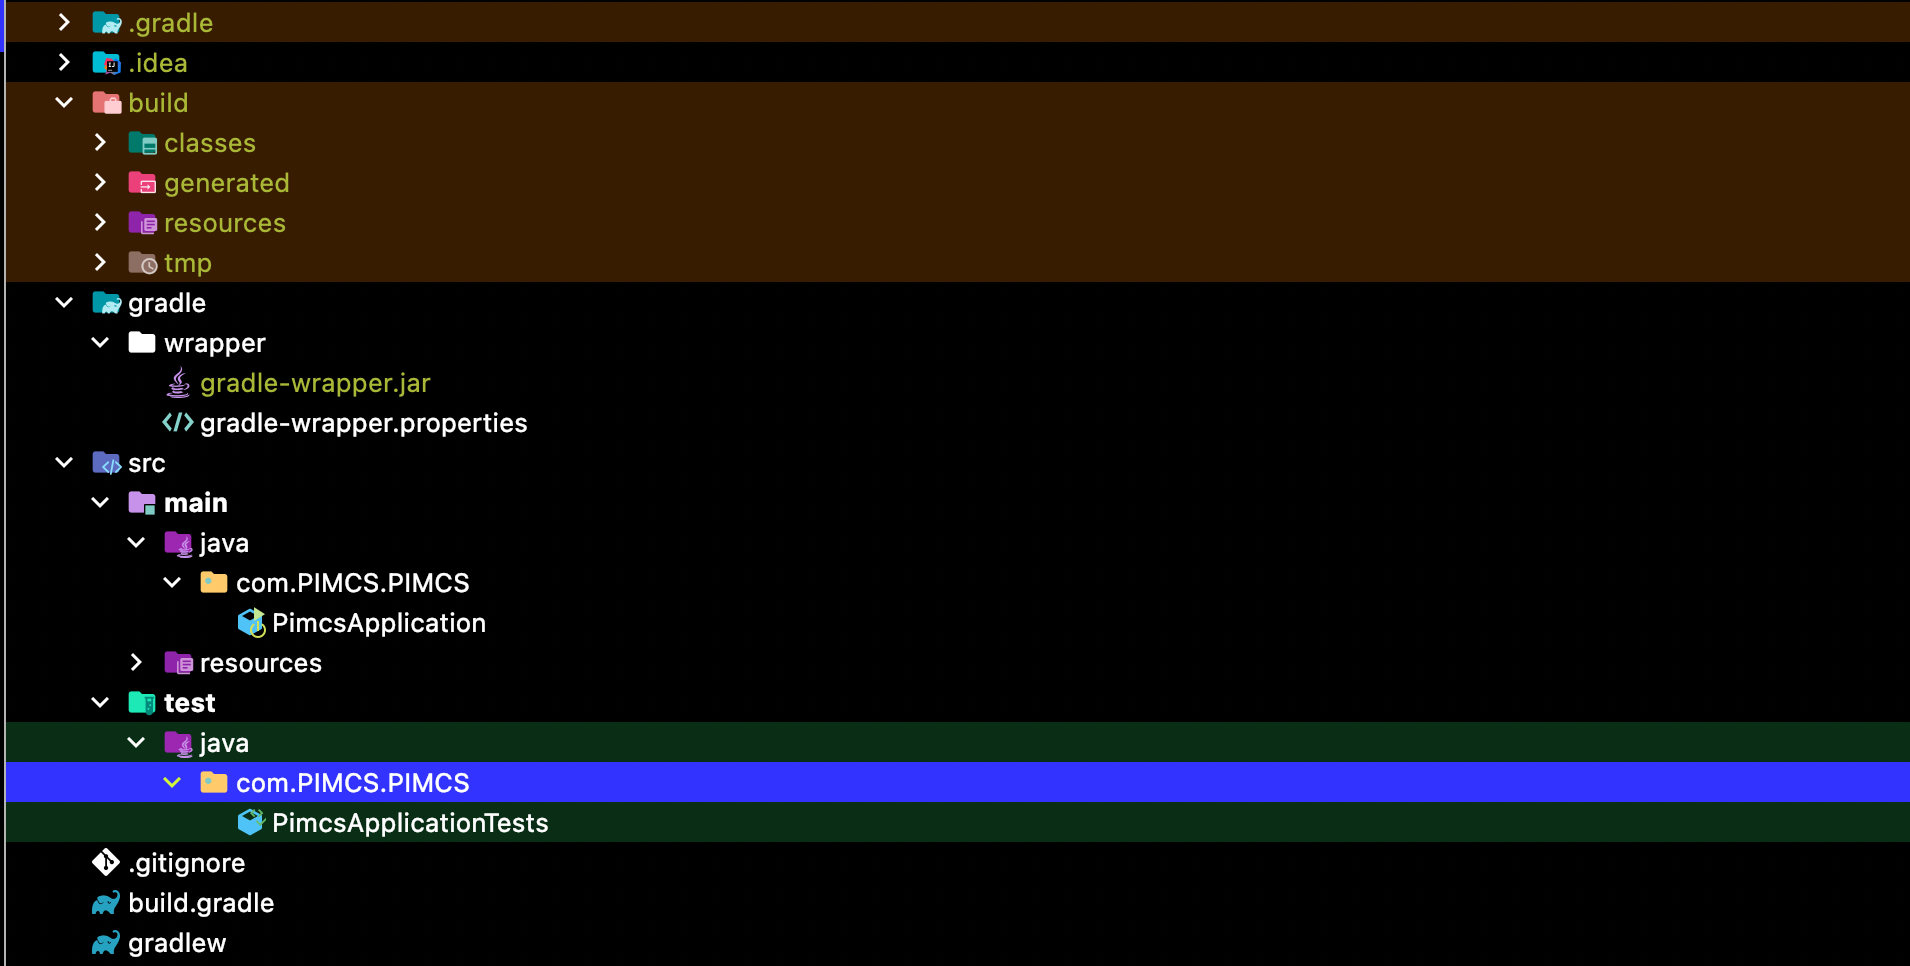 .gradle
.idea
build
classes
generated
resources
tmp
gradle
wrapper
gradle-wrapper.jar
gradle-wrapper.properties
src
main
java
com.PIMCS.PIMCS
PimcsApplication
resources
test
java
com.PIMCS.PIMCS
PimcsApplicationTests
.gitignore
build.gradle
gradlew